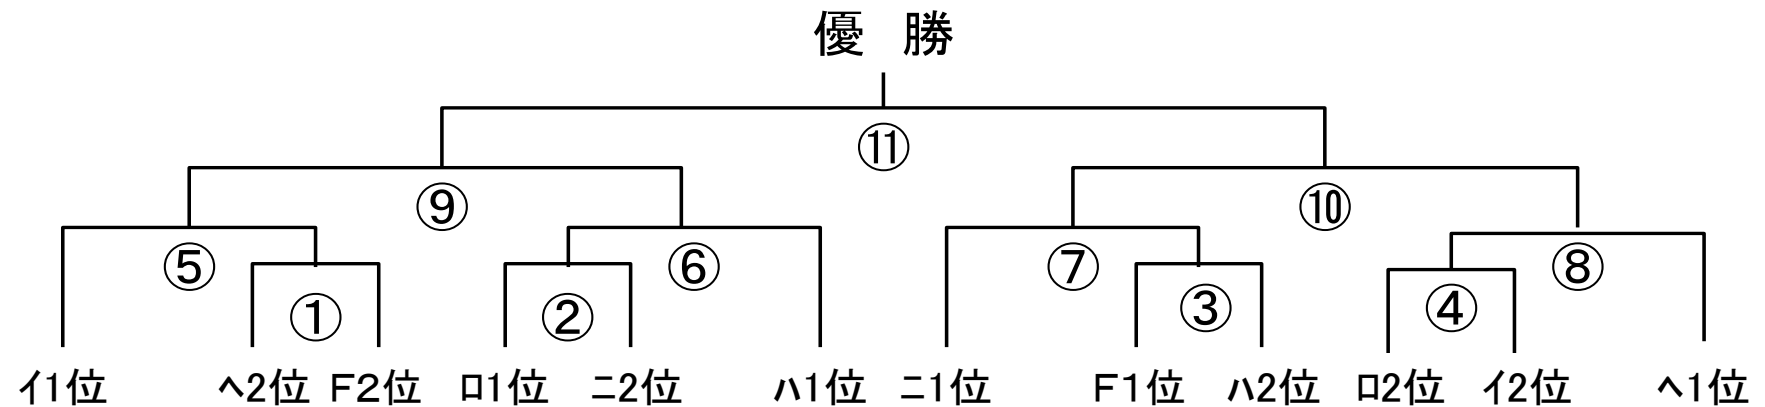 優 勝
⑪
⑨ ⑩
⑤ ⑥ ⑦ ⑧
① ② ③ ④
イ1位 ヘ2位 F2位 ロ1位 ニ2位 ハ1位 ニ1位 F1位 ハ2位 ロ2位 イ2位 ヘ1位